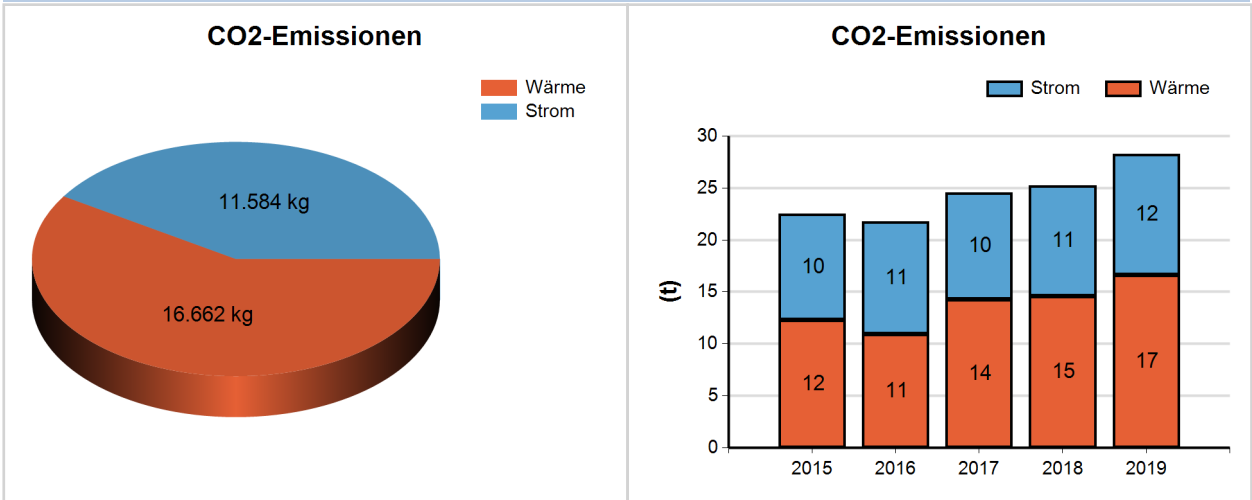 CO2-Emissionen
Wärme
Strom
11.584 kg
16.662 kg
CO2-Emissionen
Strom Wärme
(t)
30
25
20
15
10
5
0
10 11 10 11 12
12 11 14 15 17
2015 2016 2017 2018 2019